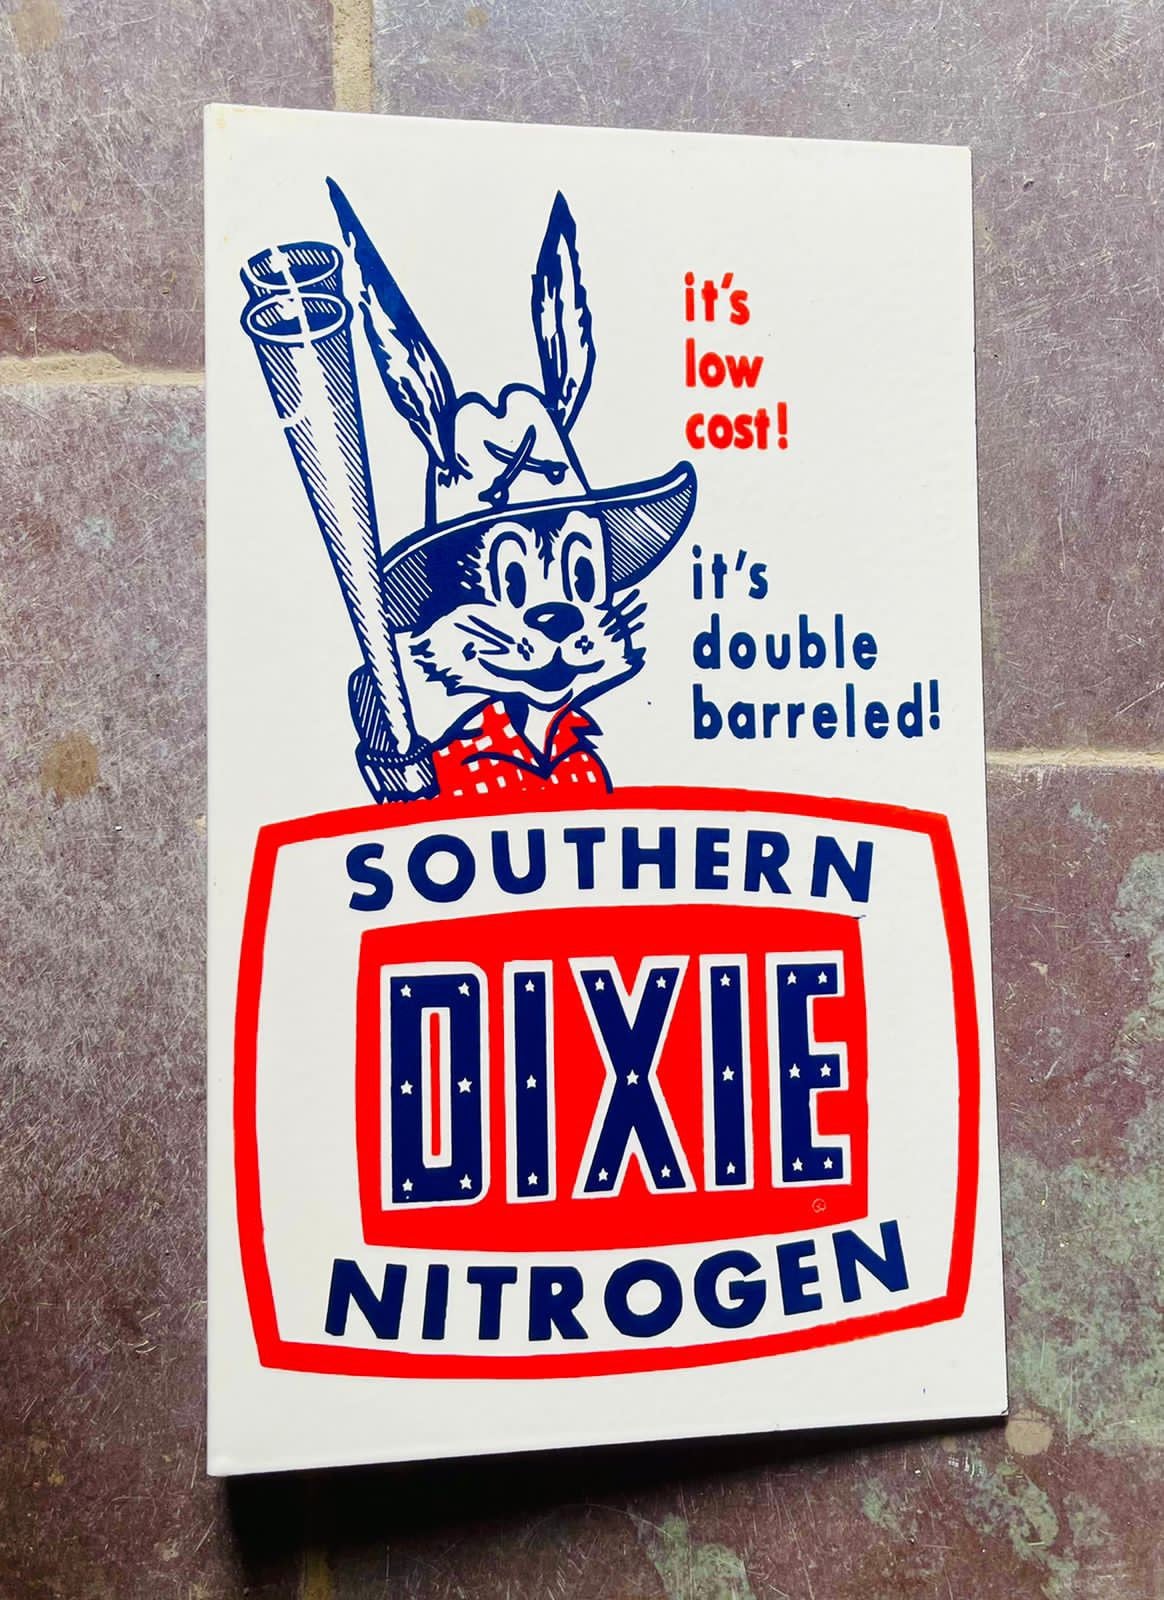 it's
low
cost!
it's
double
barreled!
SOUTHERN
DIXIE
®
NITROGEN